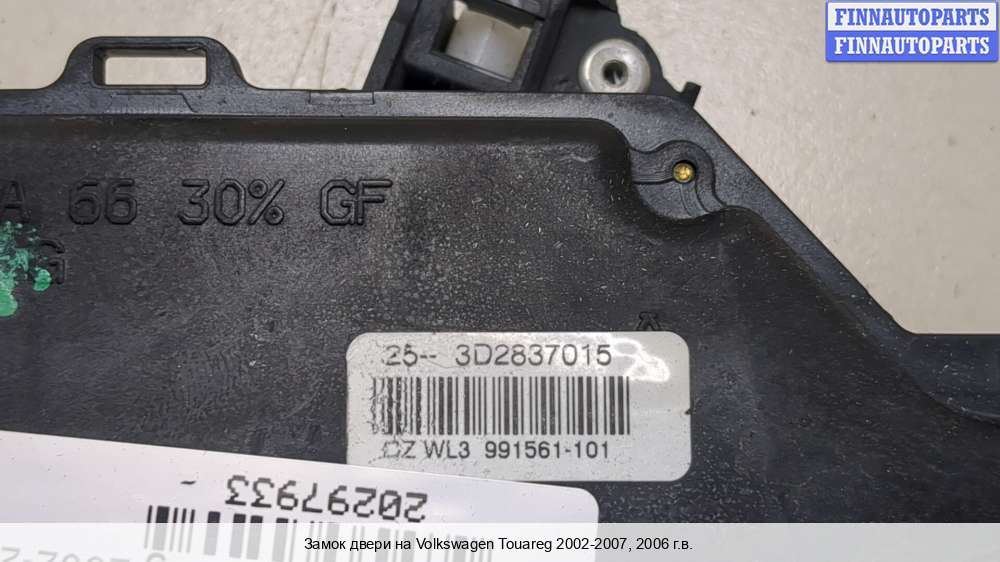 FINNAUTOPARTS
FINNAUTOPARTS
A 66 30% GF
G
25-- 3D2837015
CZ WL3 991561-101
20297933 -
Замок двери на Volkswagen Touareg 2002-2007, 2006 г.в.